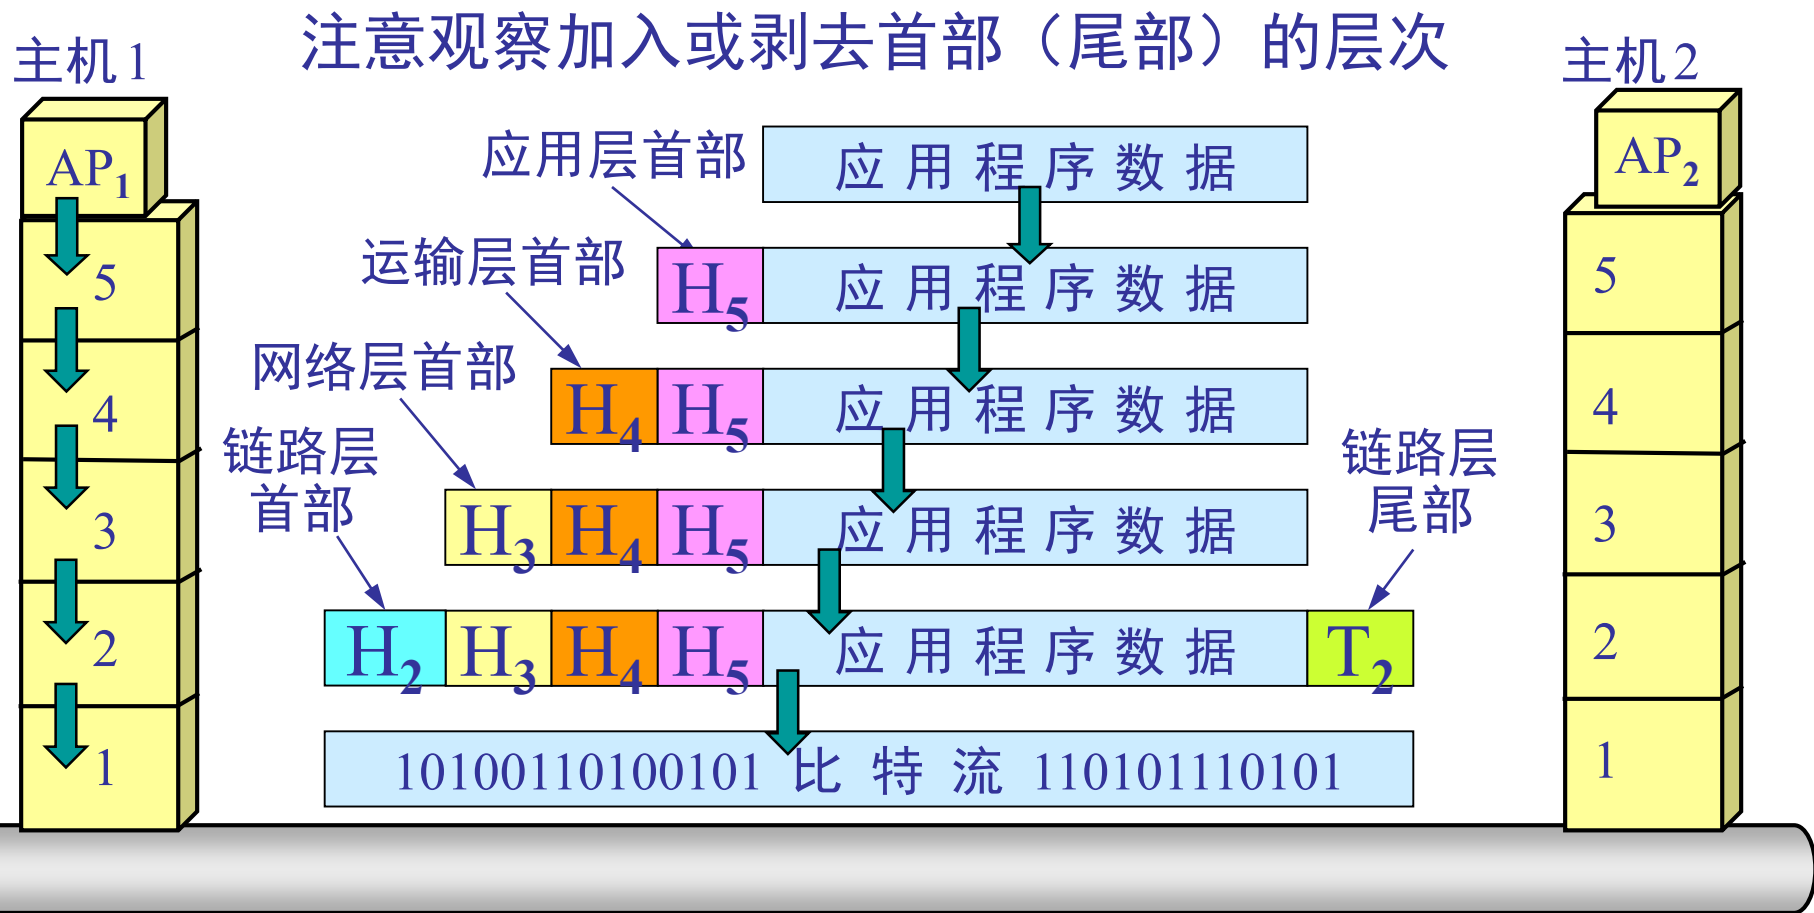 注意观察加入或剥去首部（尾部）的层次
主机 1
主机 2
AP1
AP2
应用层首部
应 用 程 序 数 据
5
运输层首部
H5 应 用 程 序 数 据
5
4
网络层首部
H4 H5 应 用 程 序 数 据
4
链路层
首部
链路层
尾部
3
H3 H4 H5 应 用 程 序 数 据
3
2
H2 H3 H4 H5 应 用 程 序 数 据 T2
2
1
10100110100101 比 特 流 110101110101
1